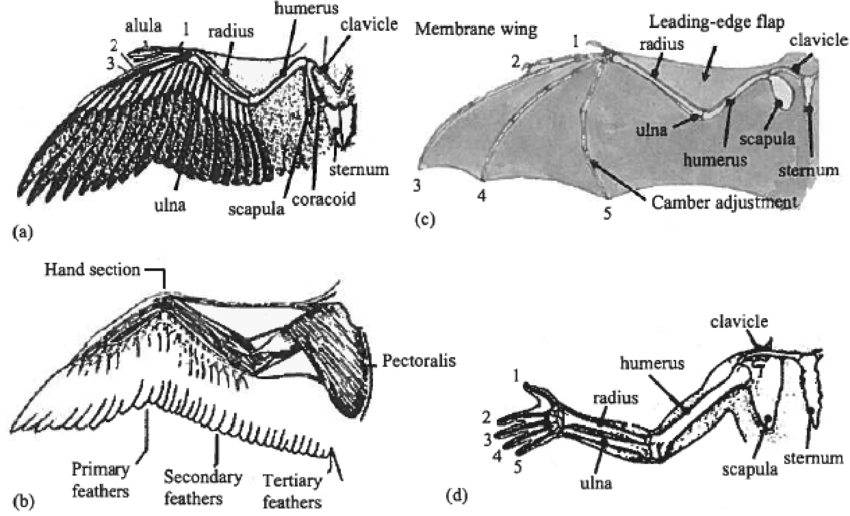 alula
1
2
3
radius
humerus
clavicle
ulna
scapula
coracoid
sternum
(a)
Membrane wing
1
2
radius
Leading-edge flap
clavicle
ulna
humerus
scapula
sternum
3
4
5
Camber adjustment
(c)
Hand section
Pectoralis
Primary
feathers
Secondary
feathers
Tertiary
feathers
(b)
clavicle
humerus
1
radius
2
3
4
5
ulna
scapula
sternum
(d)